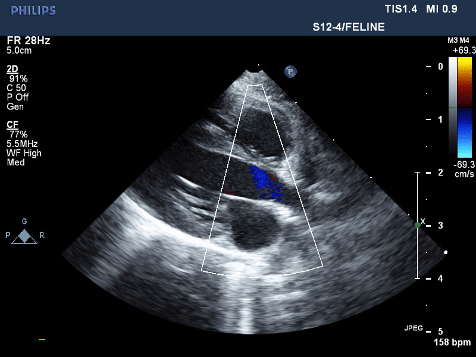 PHILIPS
TIS1.4 MI 0.9
S12-4/FELINE
FR 28Hz
5.0cm
2D
91%
C 50
P Off
Gen
CF
77%
5.5MHz
WF High
Med
M3 M4
+69.3
-69.3
cm/s
P
0
1
2
3
4
5
X
G
P R
JPEG
158 bpm